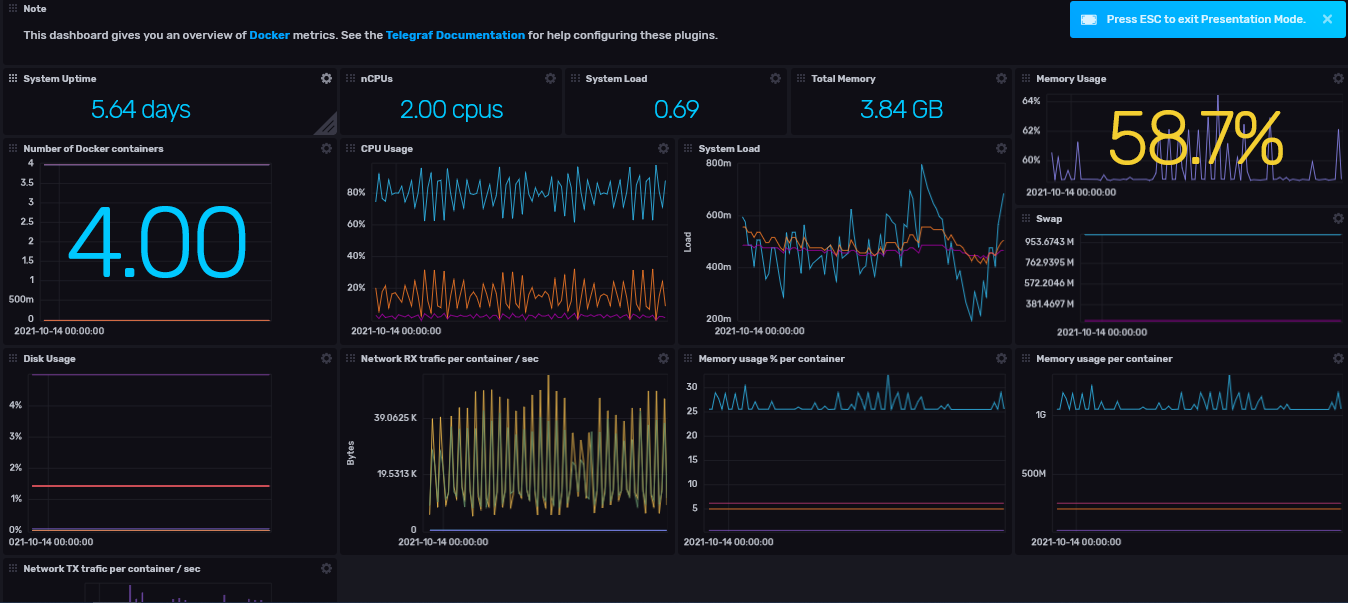 Note
Press ESC to exit Presentation Mode.
This dashboard gives you an overview of Docker metrics. See the Telegraf Documentation for help configuring these plugins.
System Uptime
5.64 days
nCPUs
2.00 cpus
System Load
0.69
Total Memory
3.84 GB
Memory Usage
64%
62%
60%
58.7%
2021-10-14 00:00:00
Number of Docker containers
4
3.5
3
2.5
2
1.5
1
500m
0
4.00
2021-10-14 00:00:00
CPU Usage
80%
60%
40%
20%
2021-10-14 00:00:00
System Load
Load
800m
600m
400m
200m
2021-10-14 00:00:00
Swap
953.6743 M
762.9395 M
572.2046 M
381.4697 M
2021-10-14 00:00:00
Disk Usage
4%
3%
2%
1%
0%
021-10-14 00:00:00
Network RX trafic per container / sec
Bytes
39.0625 K
19.5313 K
0
2021-10-14 00:00:00
Memory usage % per container
30
25
20
15
10
5
2021-10-14 00:00:00
Memory usage per container
1G
500M
2021-10-14 00:00:00
Network TX trafic per container / sec